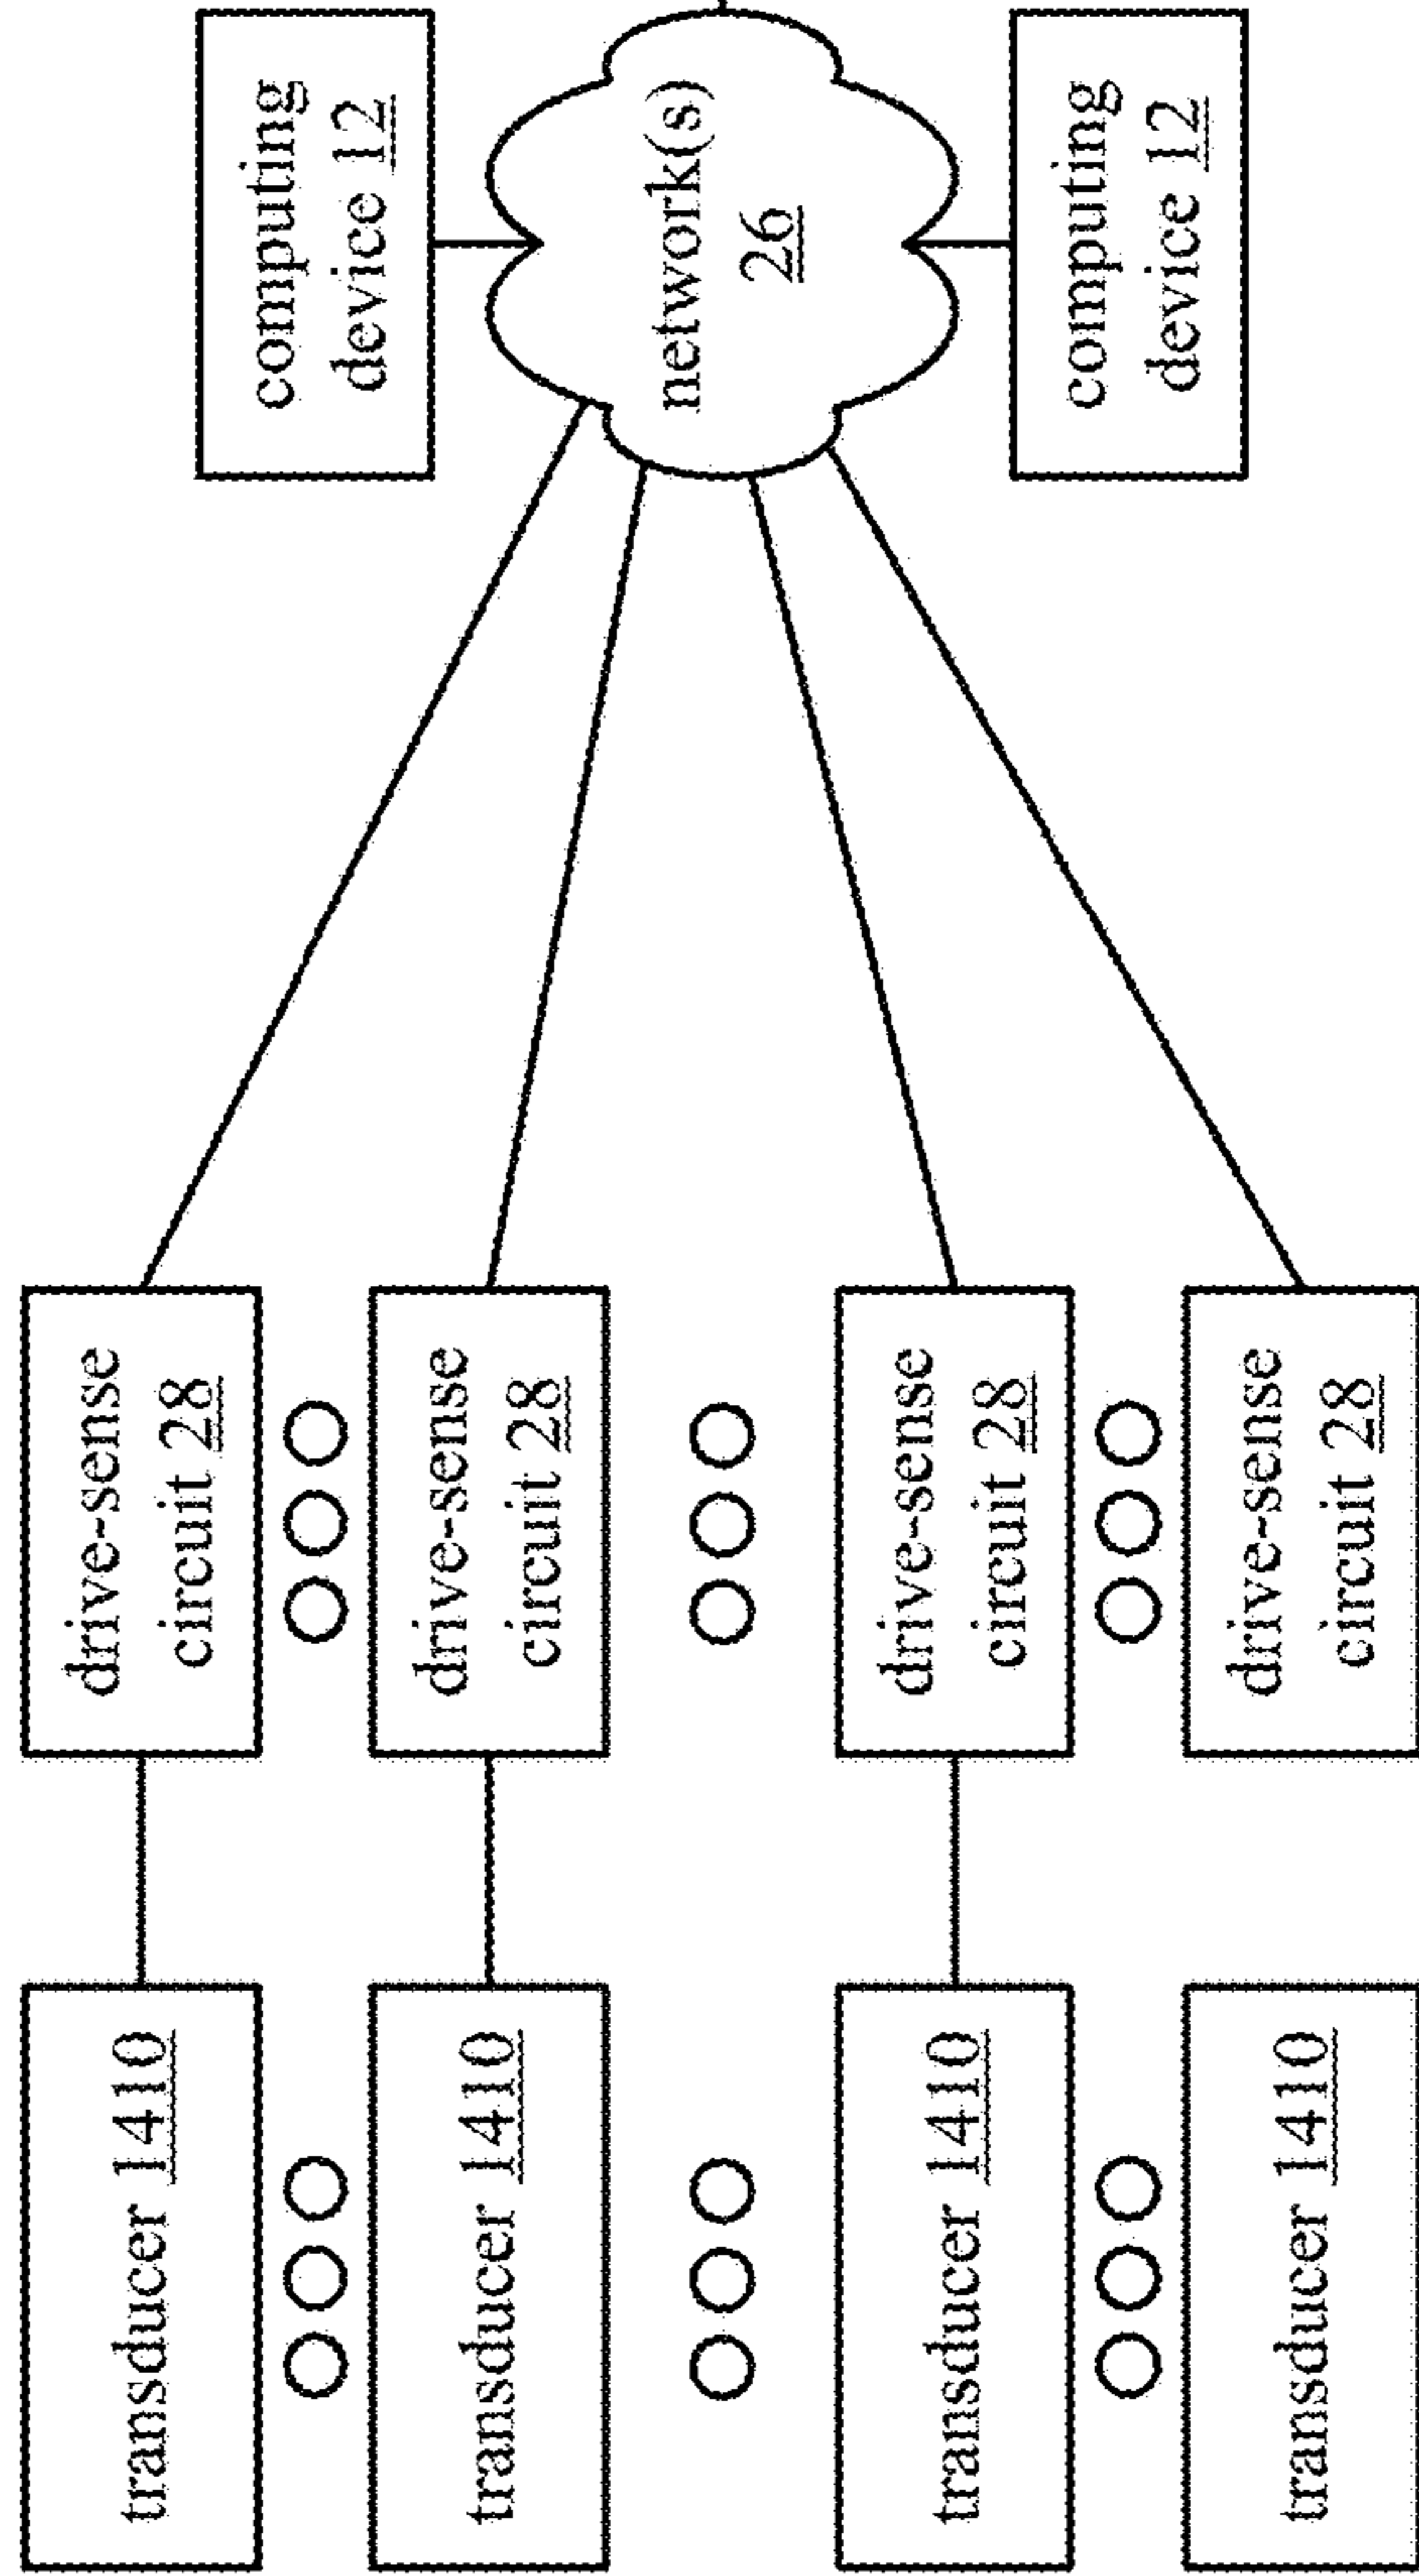 computing
device 12
network(s)
26
computing
device 12
drive-sense
circuit 28
drive-sense
circuit 28
drive-sense
circuit 28
drive-sense
circuit 28
transducer 1410
transducer 1410
transducer 1410
transducer 1410